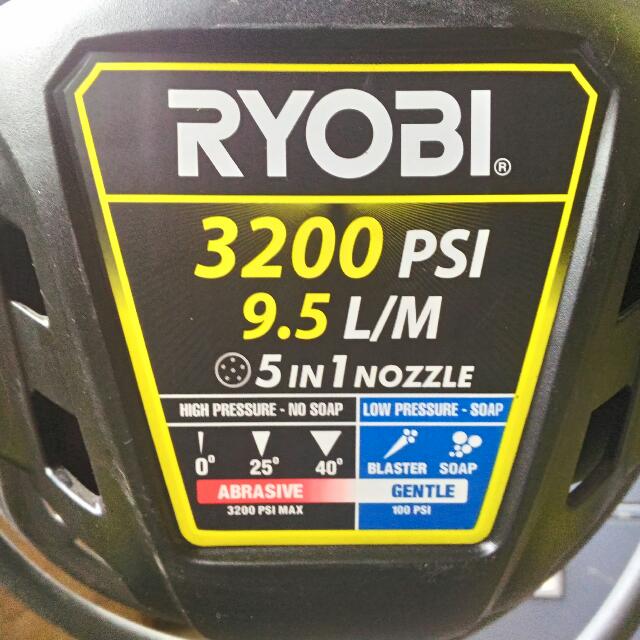 RYOBI®
3200 PSI
9.5 L/M
5 IN 1 NOZZLE
HIGH PRESSURE - NO SOAP
LOW PRESSURE - SOAP
0° 25° 40°
BLASTER SOAP
ABRASIVE
GENTLE
3200 PSI MAX
100 PSI